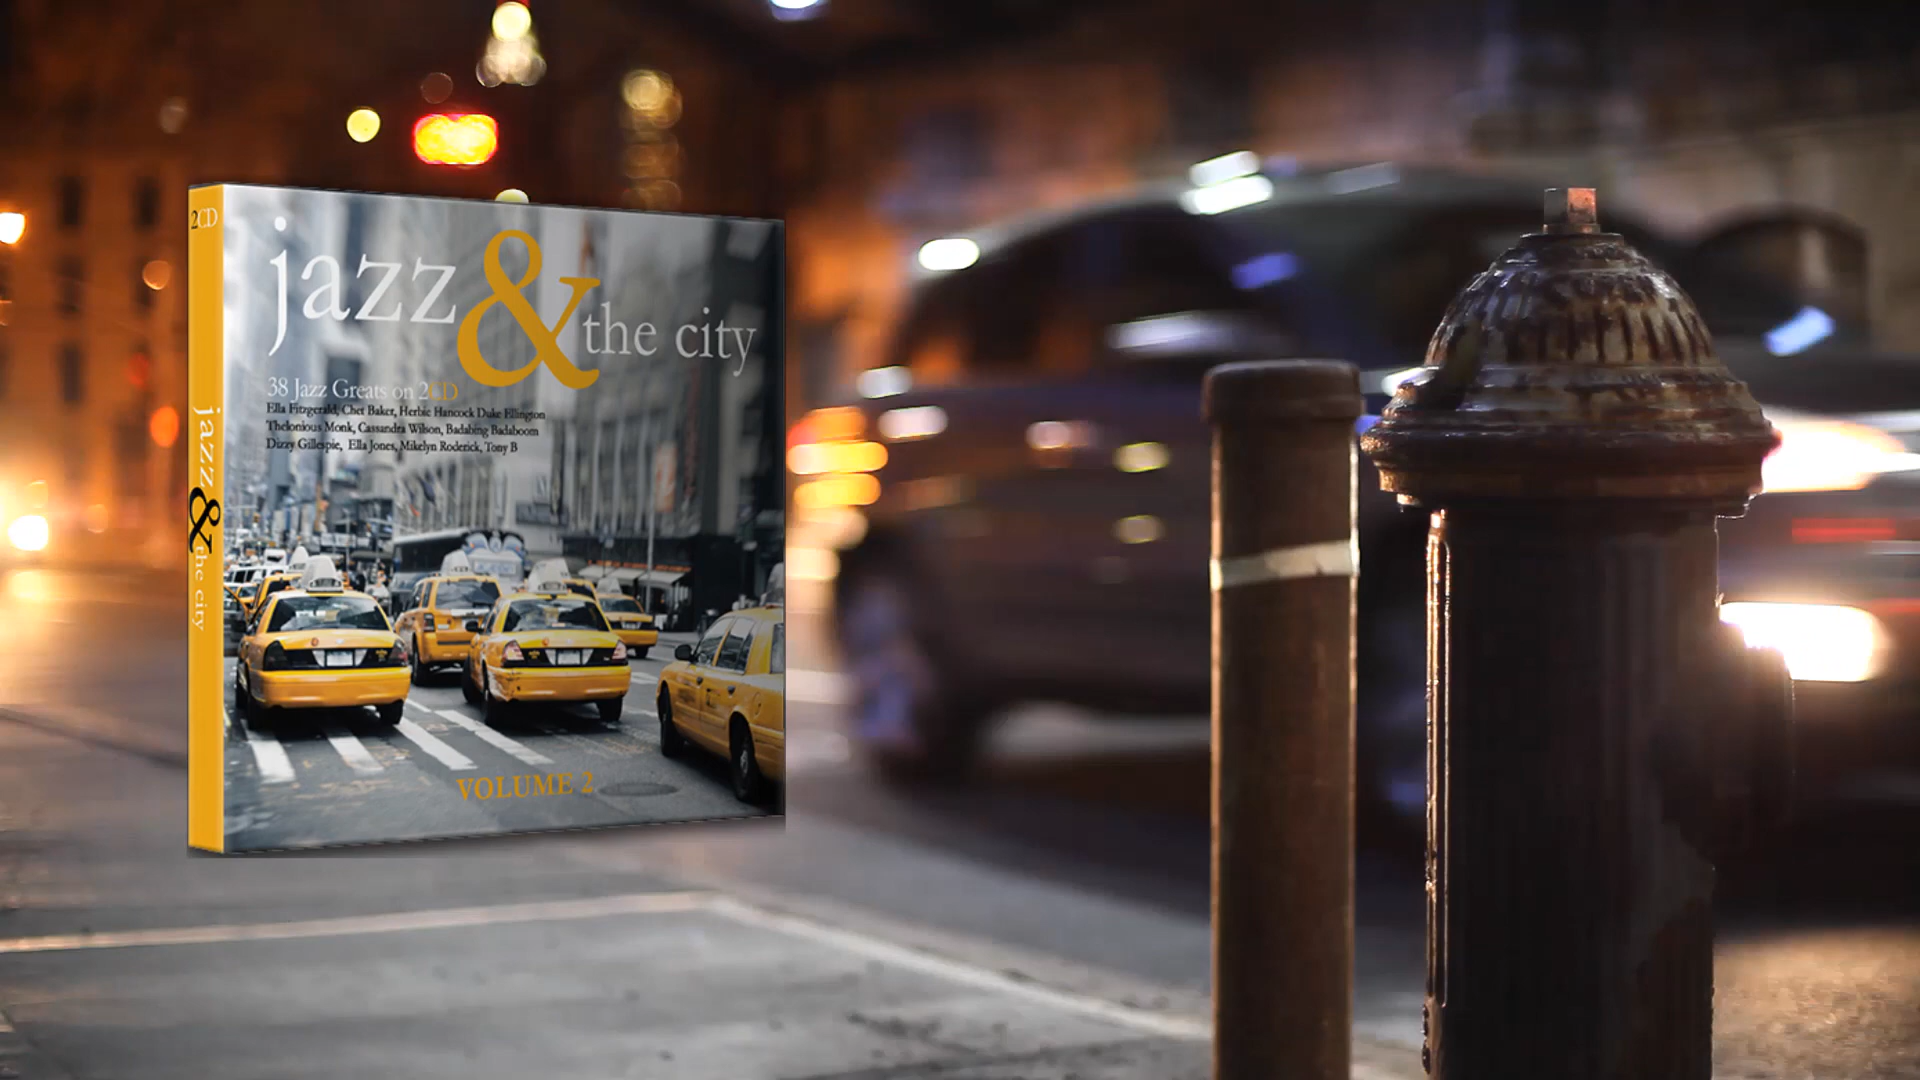 2CD
jazz & the city
jazz & the city
38 Jazz Greats on 2CD
Ella Fitzgerald, Chet Baker, Herbie Hancock Duke Ellington
Thelonious Monk, Cassandra Wilson, Badabing Badaboom
Dizzy Gillespie, Ella Jones, Mikelyn Roderick, Tony B
VOLUME 2